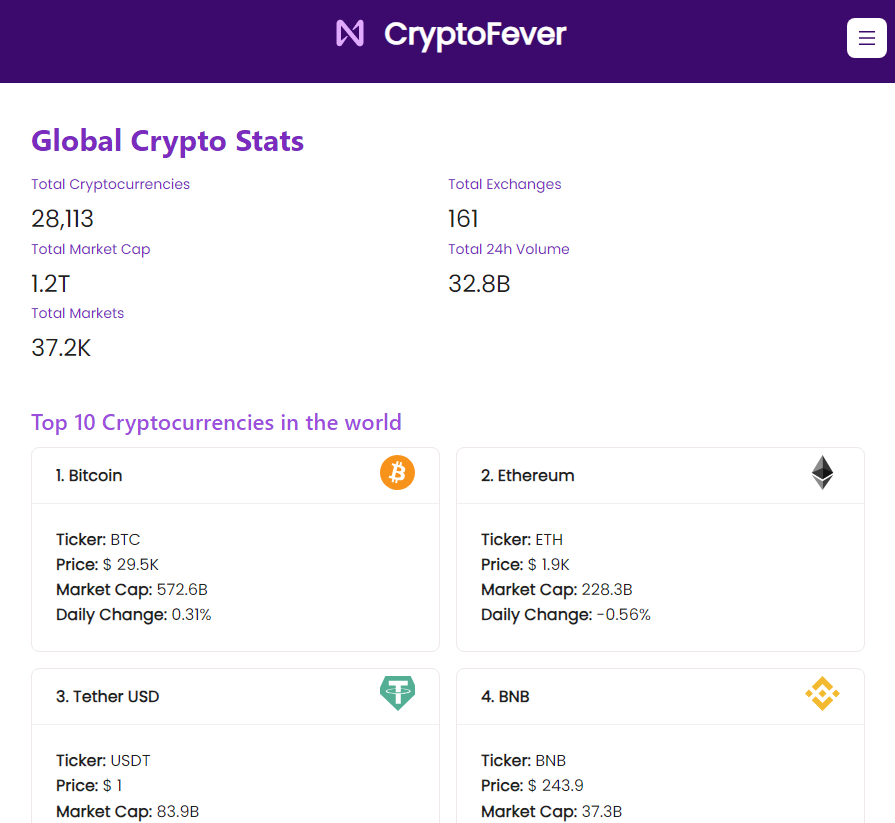 CryptoFever
Global Crypto Stats
Total Cryptocurrencies
28,113
Total Exchanges
161
Total Market Cap
1.2T
Total 24h Volume
32.8B
Total Markets
37.2K
Top 10 Cryptocurrencies in the world
1. Bitcoin
Ticker: BTC
Price: $ 29.5K
Market Cap: 572.6B
Daily Change: 0.31%
2. Ethereum
Ticker: ETH
Price: $ 1.9K
Market Cap: 228.3B
Daily Change: -0.56%
3. Tether USD
Ticker: USDT
Price: $ 1
Market Cap: 83.9B
4. BNB
Ticker: BNB
Price: $ 243.9
Market Cap: 37.3B